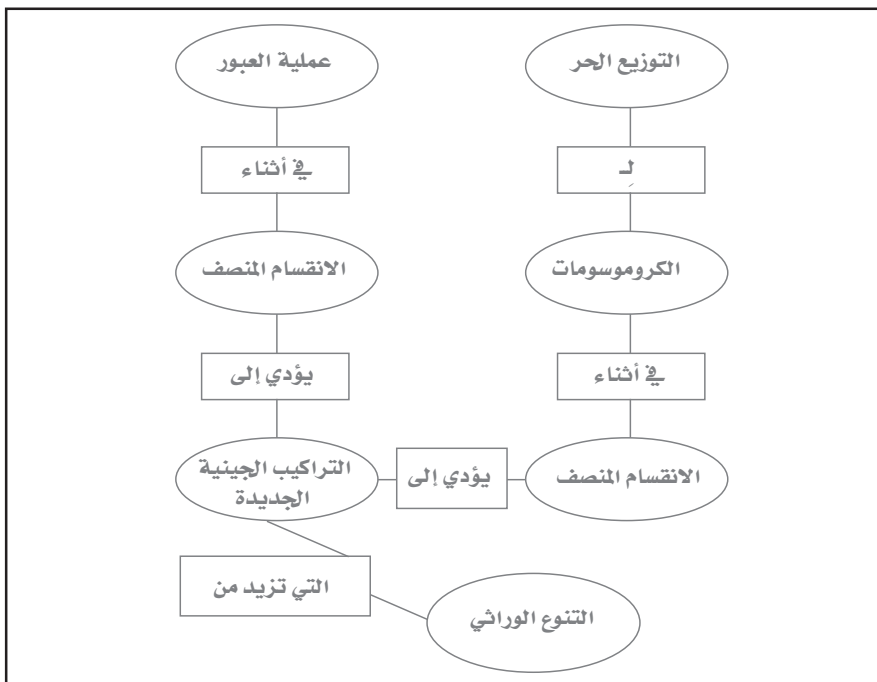 التوزيع الحر
عملية العبور
لِـ
في أثناء
الكروموسومات
الانقسام المنصف
في أثناء
يؤدي إلى
الانقسام المنصف
يؤدي إلى
التراكيب الجينية
الجديدة
التي تزيد من
التنوع الوراثي